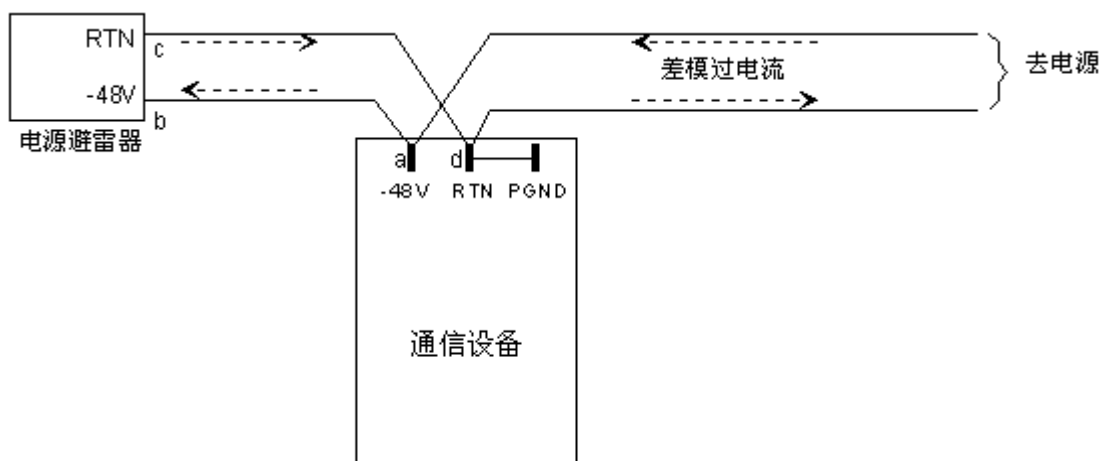 RTN
c
-48V
b
电源避雷器
差模过电流
去电源
a
d
-48V RTN PGND
通信设备